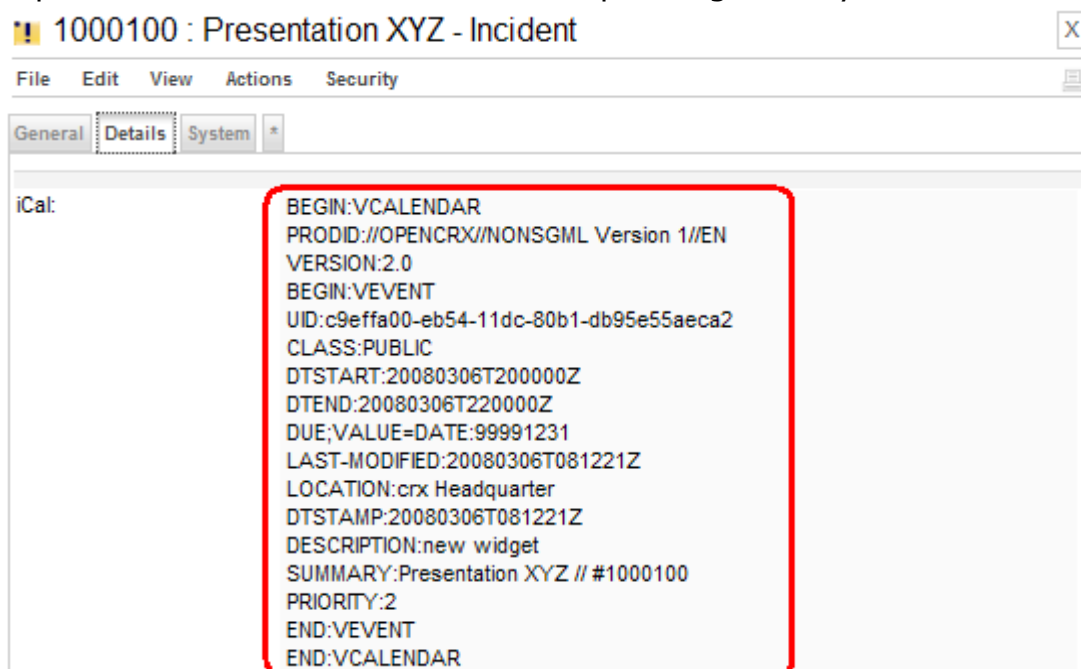 1000100 : Presentation XYZ - Incident
X
File Edit View Actions Security
General Details System *
iCal:
BEGIN:VCALENDAR
PRODID://OPENCRX//NONSGML Version 1//EN
VERSION:2.0
BEGIN:VEVENT
UID:c9effa00-eb54-11dc-80b1-db95e55aeca2
CLASS:PUBLIC
DTSTART:20080306T200000Z
DTEND:20080306T220000Z
DUE;VALUE=DATE:99991231
LAST-MODIFIED:20080306T081221Z
LOCATION:crx Headquarter
DTSTAMP:20080306T081221Z
DESCRIPTION:new widget
SUMMARY:Presentation XYZ // #1000100
PRIORITY:2
END:VEVENT
END:VCALENDAR